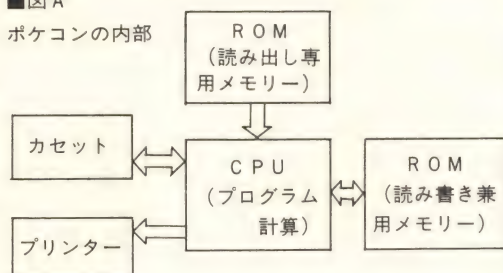 ■図A
ポケコンの内部
ROM
（読み出し専
用メモリー）
カセット
CPU
（プログラム
計算）
ROM
（読み書き兼
用メモリー）
プリンター